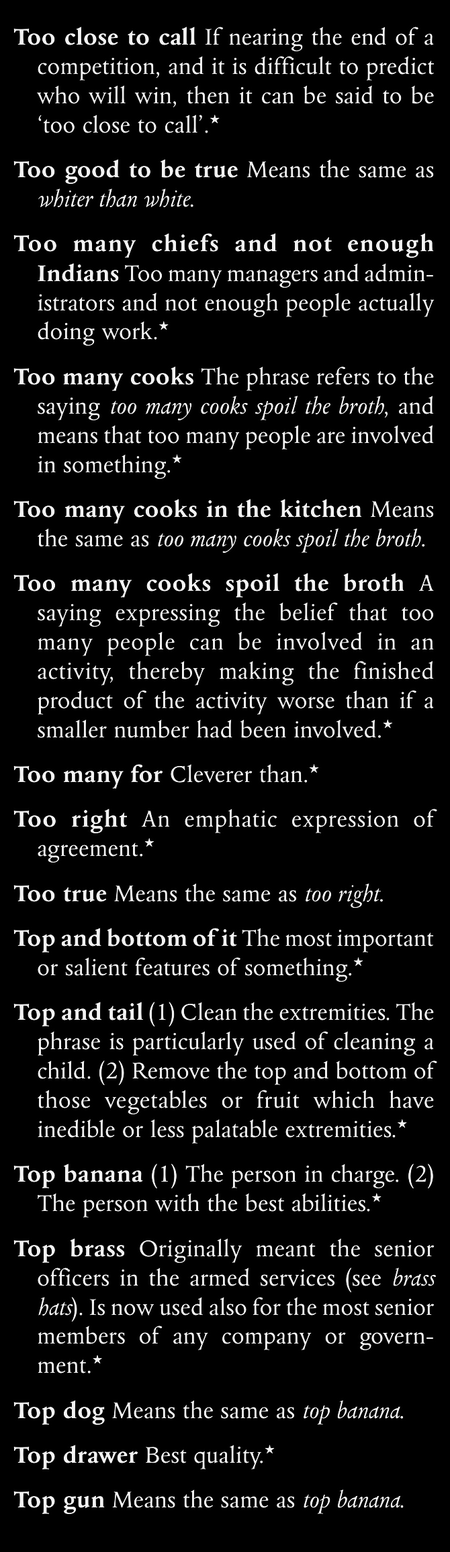 Too close to call If nearing the end of a
competition, and it is difficult to predict
who will win, then it can be said to be
‘too close to call’.★
Too good to be true Means the same as
whiter than white.
Too many chiefs and not enough
Indians Too many managers and admin-
istrators and not enough people actually
doing work.★
Too many cooks The phrase refers to the
saying too many cooks spoil the broth, and
means that too many people are involved
in something.★
Too many cooks in the kitchen Means
the same as too many cooks spoil the broth.
Too many cooks spoil the broth A
saying expressing the belief that too
many people can be involved in an
activity, thereby making the finished
product of the activity worse than if a
smaller number had been involved.★
Too many for Cleverer than.★
Too right An emphatic expression of
agreement.★
Too true Means the same as too right.
Top and bottom of it The most important
or salient features of something.★
Top and tail (1) Clean the extremities. The
phrase is particularly used of cleaning a
child. (2) Remove the top and bottom of
those vegetables or fruit which have
inedible or less palatable extremities.★
Top banana (1) The person in charge. (2)
The person with the best abilities.★
Top brass Originally meant the senior
officers in the armed services (see brass
hats). Is now used also for the most senior
members of any company or govern-
ment.★
Top dog Means the same as top banana.
Top drawer Best quality.★
Top gun Means the same as top banana.